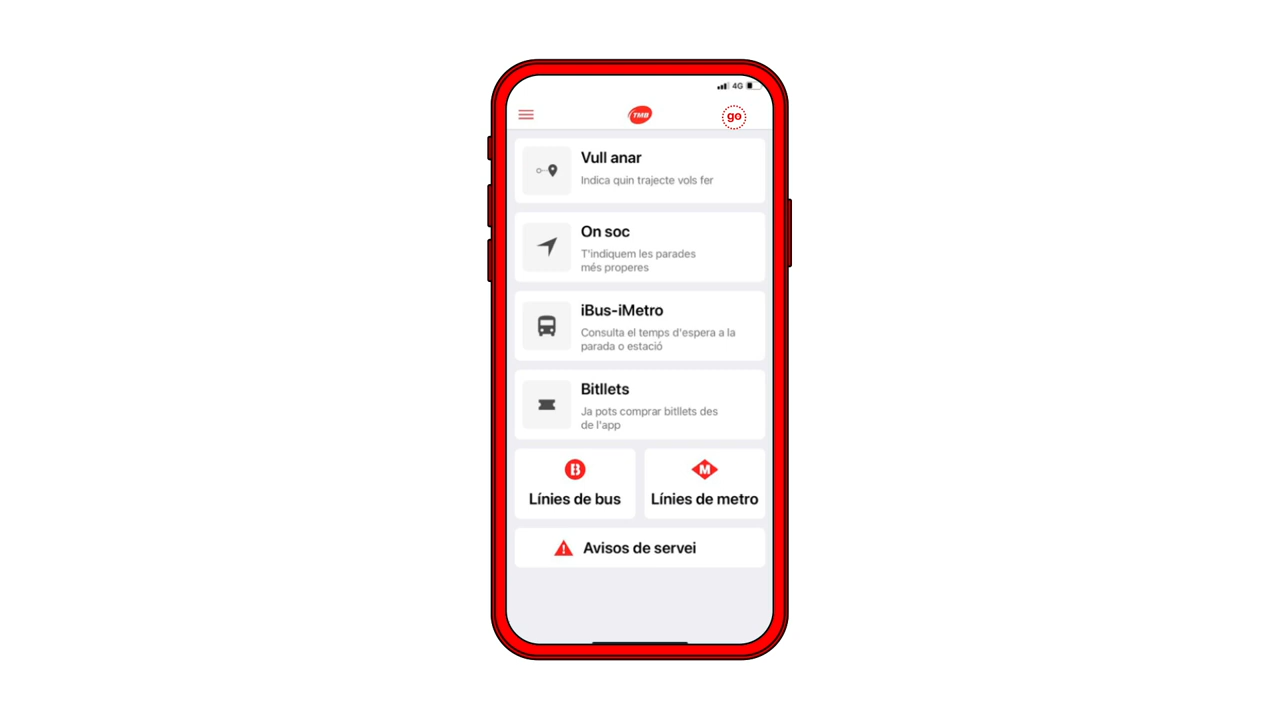 4G
TMB
go
Vull anar
Indica quin trajecte vols fer
On soc
T'indiquem les parades
més properes
iBus-iMetro
Consulta el temps d'espera a la
parada o estació
Bitllets
Ja pots comprar bitllets des
de l'app
B
M
Línies de bus
Línies de metro
Avisos de servei